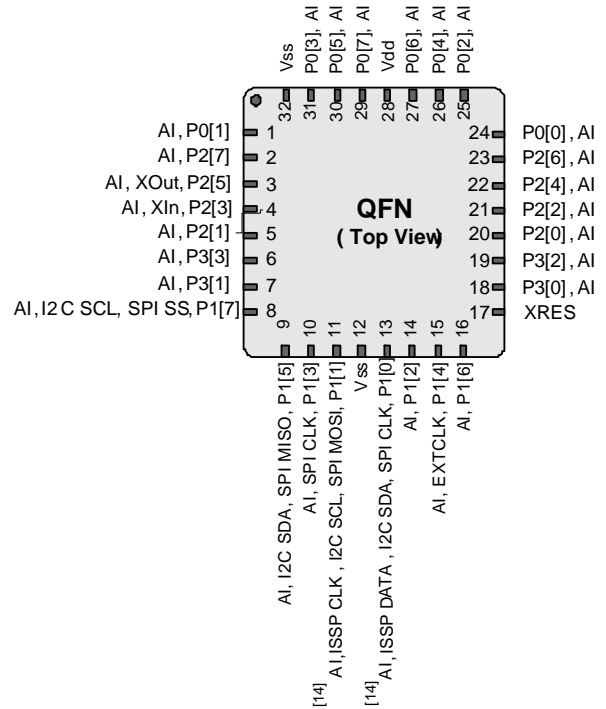 Vss
P0[3], AI
P0[5], AI
P0[7], AI
Vdd
P0[6], AI
P0[4], AI
P0[2], AI
32
31
30
29
28
27
26
25
AI, P0[1] 1
AI, P2[7] 2
AI, XOut, P2[5] 3
AI, XIn, P2[3] 4
AI, P2[1] 5
AI, P3[3] 6
AI, P3[1] 7
AI, I2C SCL, SPI SS, P1[7] 8
QFN
(Top View)
24 P0[0], AI
23 P2[6], AI
22 P2[4], AI
21 P2[2], AI
20 P2[0], AI
19 P3[2], AI
18 P3[0], AI
17 XRES
9
10
11
12
13
14
15
16
AI, I2C SDA, SPI MISO, P1[5]
AI, SPI CLK, P1[3]
[14] AI, ISSP CLK, I2C SCL, SPI MOSI, P1[1]
Vss
[14] AI, ISSP DATA, I2C SDA, SPI CLK, P1[0]
AI, P1[2]
AI, EXTCLK, P1[4]
AI, P1[6]